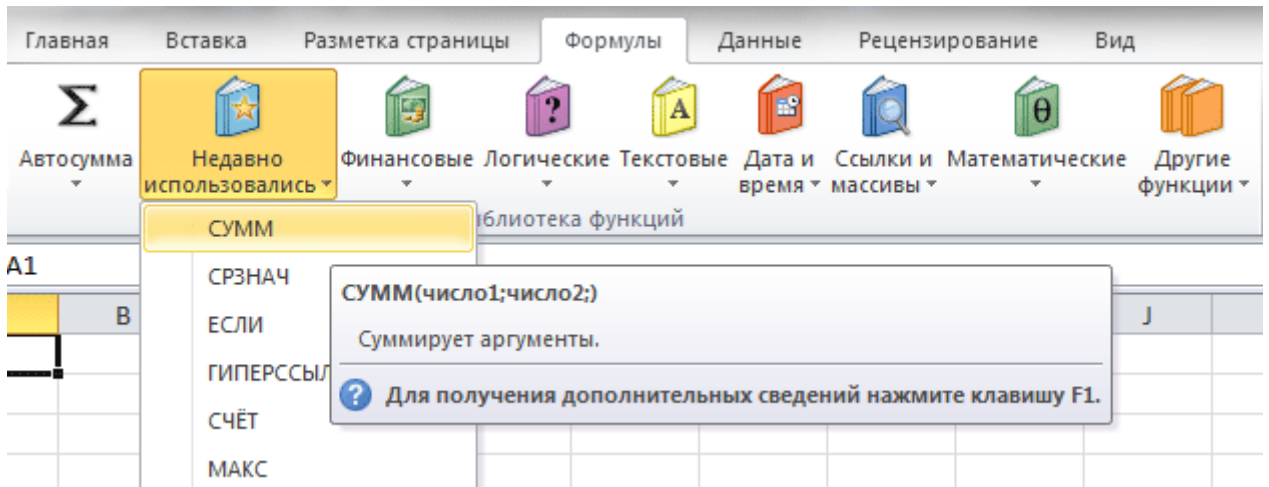 Главная Вставка Разметка страницы Формулы Данные Рецензирование Вид
Автосумма Недавно использовались Финансовые Логические Текстовые Дата и время Ссылки и массивы Математические Другие функции
иблиотека функций
СУММ
A1
СРЗНАЧ
СУММ(число1;число2;)
B
J
ЕСЛИ
Суммирует аргументы.
ГИПЕРССЫЛ
Для получения дополнительных сведений нажмите клавишу F1.
СЧЁТ
МАКС